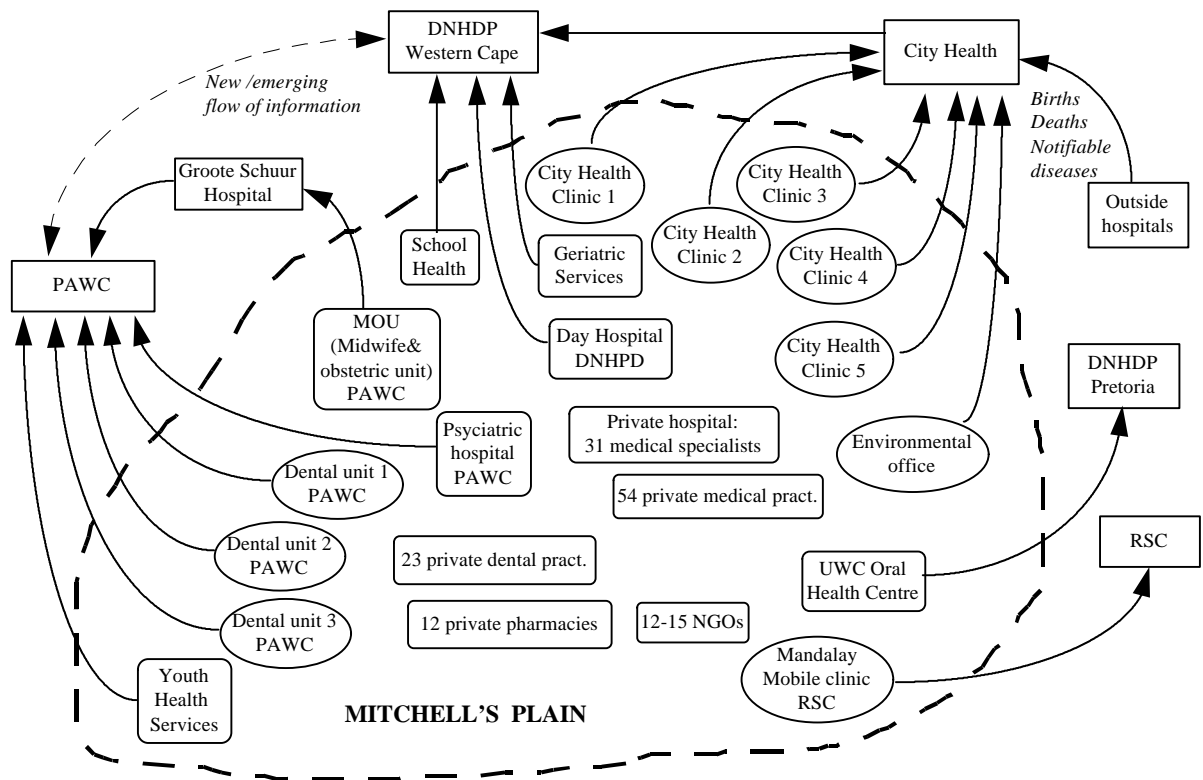 DNHDP
Western Cape
City Health
New /emerging
flow of information
Births
Deaths
Notifiable
diseases
Groote Schuur
Hospital
City Health
Clinic 1
City Health
Clinic 3
City Health
Clinic 2
Outside
hospitals
School
Health
Geriatric
Services
City Health
Clinic 4
PAWC
MOU
(Midwife&
obstetric unit)
PAWC
Day Hospital
DNHPD
City Health
Clinic 5
DNHDP
Pretoria
Private hospital:
31 medical specialists
Psyciatric
hospital
PAWC
Environmental
office
Dental unit 1
PAWC
54 private medical pract.
Dental unit 2
PAWC
23 private dental pract.
RSC
UWC Oral
Health Centre
Dental unit 3
PAWC
12 private pharmacies
12-15 NGOs
Mandalay
Mobile clinic
RSC
Youth
Health
Services
MITCHELL'S PLAIN